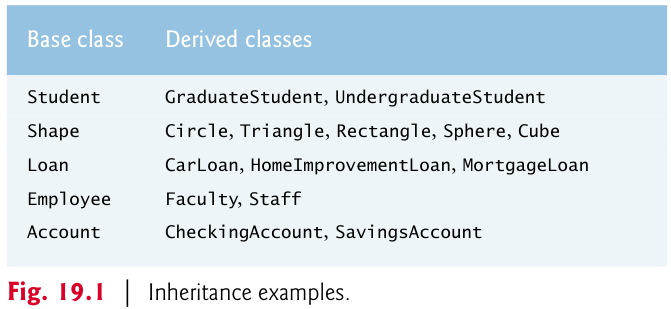 Base class Derived classes
Student GraduateStudent, UndergraduateStudent
Shape Circle, Triangle, Rectangle, Sphere, Cube
Loan CarLoan, HomeImprovementLoan, MortgageLoan
Employee Faculty, Staff
Account CheckingAccount, SavingsAccount
Fig. 19.1 | Inheritance examples.